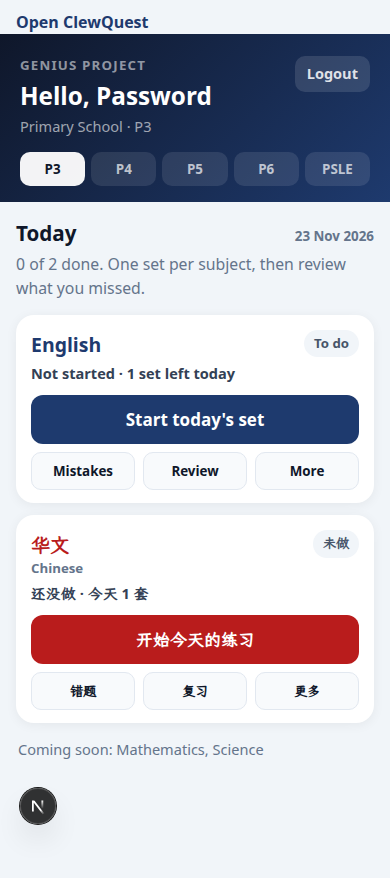 Open ClewQuest
GENIUS PROJECT
Logout
Hello, Password
Primary School · P3
P3
P4
P5
P6
PSLE
Today
23 Nov 2026
0 of 2 done. One set per subject, then review
what you missed.
English
To do
Not started · 1 set left today
Start today's set
Mistakes
Review
More
华文
未做
Chinese
还没做 · 今天 1 套
开始今天的练习
错题
复习
更多
Coming soon: Mathematics, Science
N